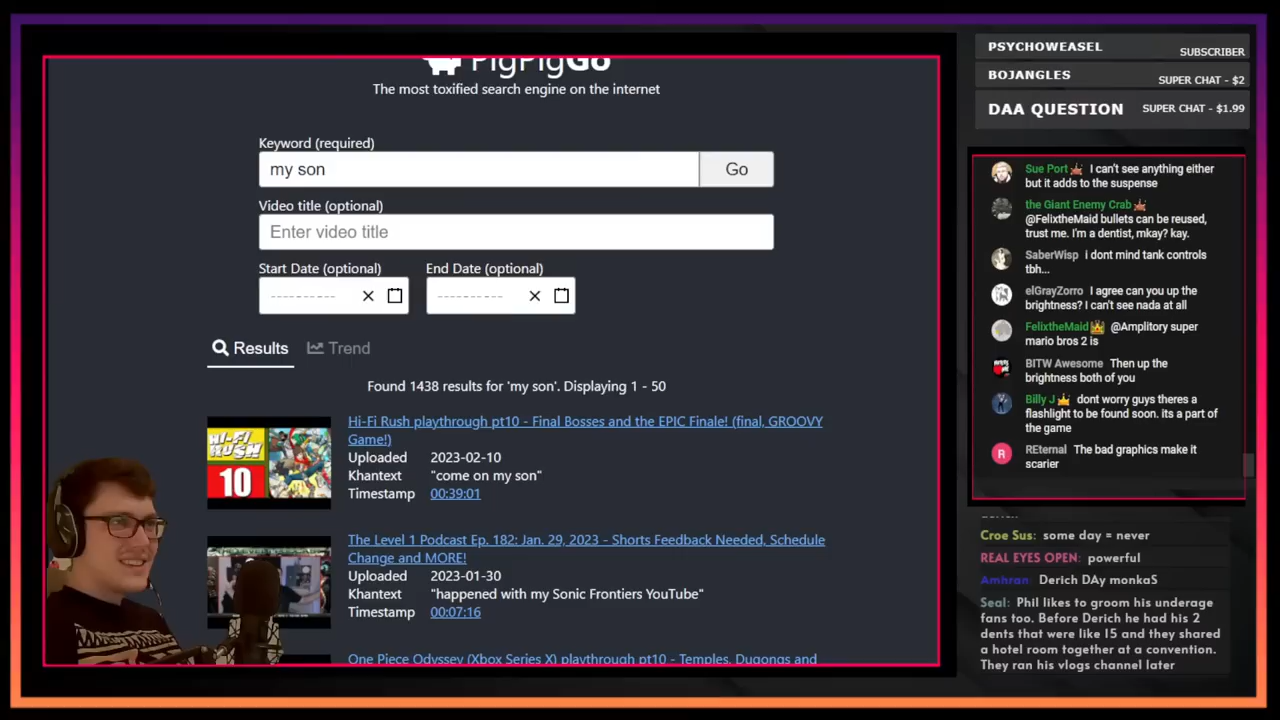 PigPigGo
The most toxified search engine on the internet
Keyword (required)
my son
Go
Video title (optional)
Enter video title
Start Date (optional)
End Date (optional)
----------
----------
Results
Trend
Found 1438 results for 'my son'. Displaying 1 - 50
HI-FI
RUSH
10
Hi-Fi Rush playthrough pt10 - Final Bosses and the EPIC Finale! (final, GROOVY
Game!)
Uploaded 2023-02-10
Khantext "come on my son"
Timestamp 00:39:01
The Level 1 Podcast Ep. 182: Jan. 29, 2023 - Shorts Feedback Needed, Schedule
Change and MORE!
Uploaded 2023-01-30
Khantext "happened with my Sonic Frontiers YouTube"
Timestamp 00:07:16
One Piece Odyssey (Xbox Series X) playthrough pt10 - Temples, Dugongs and
PSYCHOWEASEL SUBSCRIBER
BOJANGLES SUPER CHAT - $2
DAA QUESTION SUPER CHAT - $1.99
Sue Port I can't see anything either
but it adds to the suspense
the Giant Enemy Crab
@FelixtheMaid bullets can be reused,
trust me. I'm a dentist, mkay? kay.
SaberWisp i dont mind tank controls
tbh...
elGrayZorro I agree can you up the
brightness? I can't see nada at all
FelixtheMaid @Amplitory super
mario bros 2 is
BITW Awesome Then up the
brightness both of you
Billy J dont worry guys theres a
flashlight to be found soon. its a part of
the game
R
REternal The bad graphics make it
scarier
Croe Sus: some day = never
REAL EYES OPEN: powerful
Amhran: Derich DAy monkaS
Seal: Phil likes to groom his underage
fans too. Before Derich he had his 2
dents that were like 15 and they shared
a hotel room together at a convention.
They ran his vlogs channel later